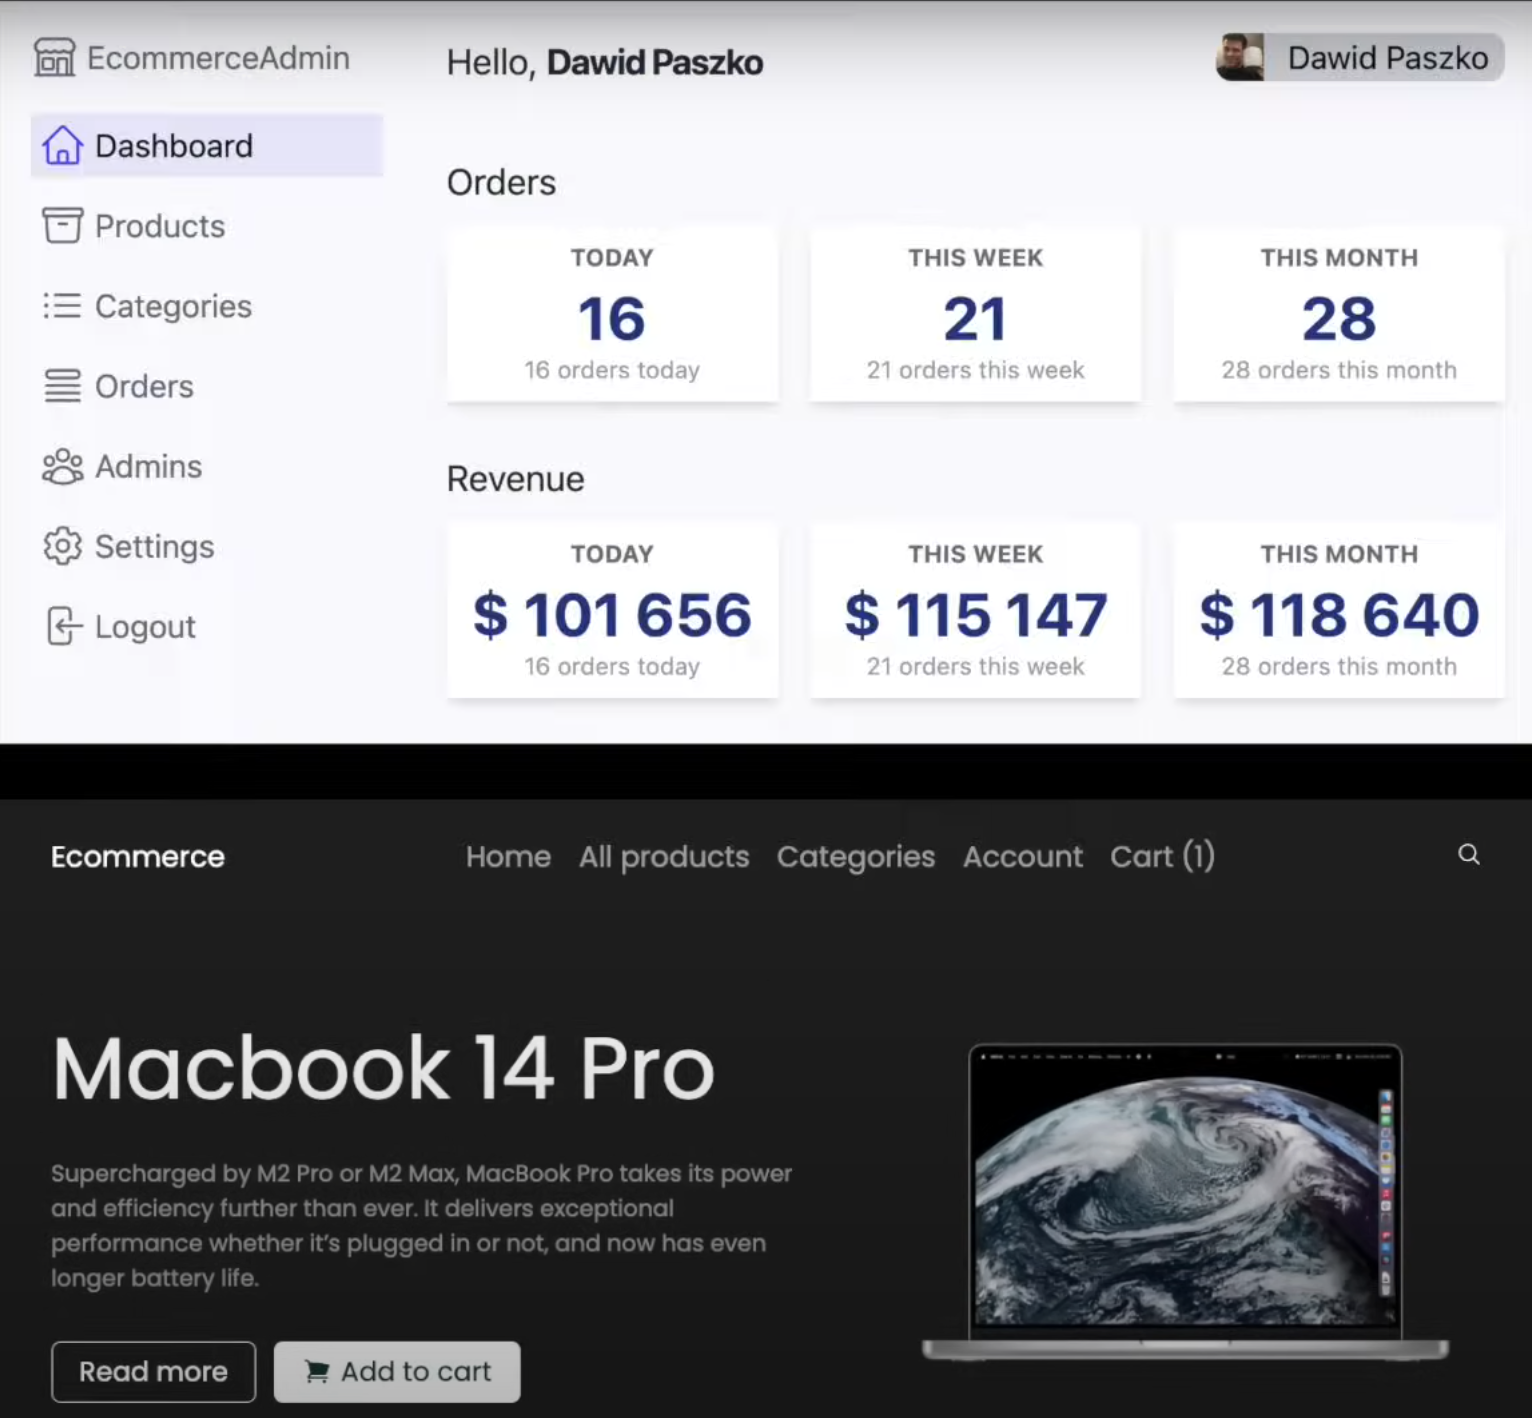 EcommerceAdmin
Hello, Dawid Paszko
Dawid Paszko
Dashboard
Products
Categories
Orders
Admins
Settings
Logout
Orders
TODAY
16
16 orders today
THIS WEEK
21
21 orders this week
THIS MONTH
28
28 orders this month
Revenue
TODAY
$ 101 656
16 orders today
THIS WEEK
$ 115 147
21 orders this week
THIS MONTH
$ 118 640
28 orders this month
Ecommerce
Home
All products
Categories
Account
Cart (1)
Macbook 14 Pro
Supercharged by M2 Pro or M2 Max, MacBook Pro takes its power
and efficiency further than ever. It delivers exceptional
performance whether it’s plugged in or not, and now has even
longer battery life.
Read more
Add to cart